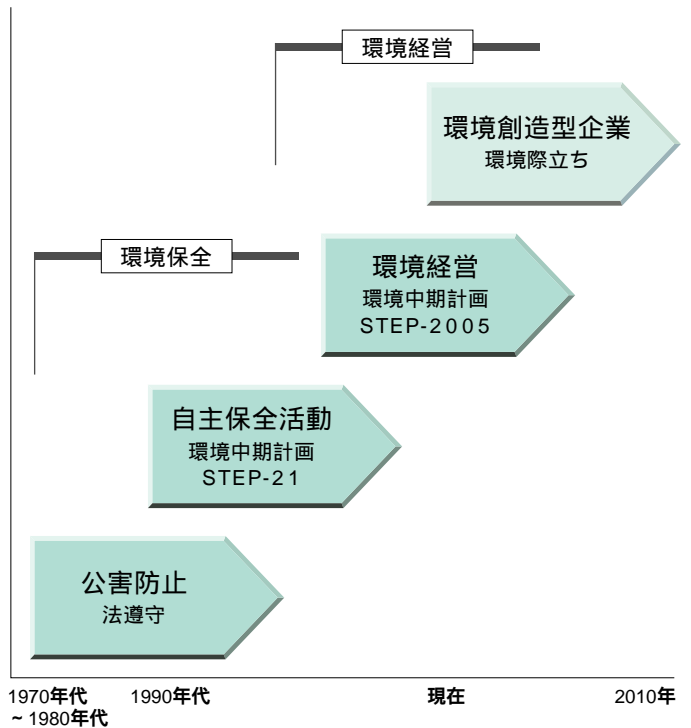 環境経営
環境創造型企業
環境際立ち
環境保全
環境経営
環境中期計画
STEP-2005
自主保全活動
環境中期計画
STEP-21
公害防止
法遵守
1970年代
~1980年代
1990年代
現在
2010年